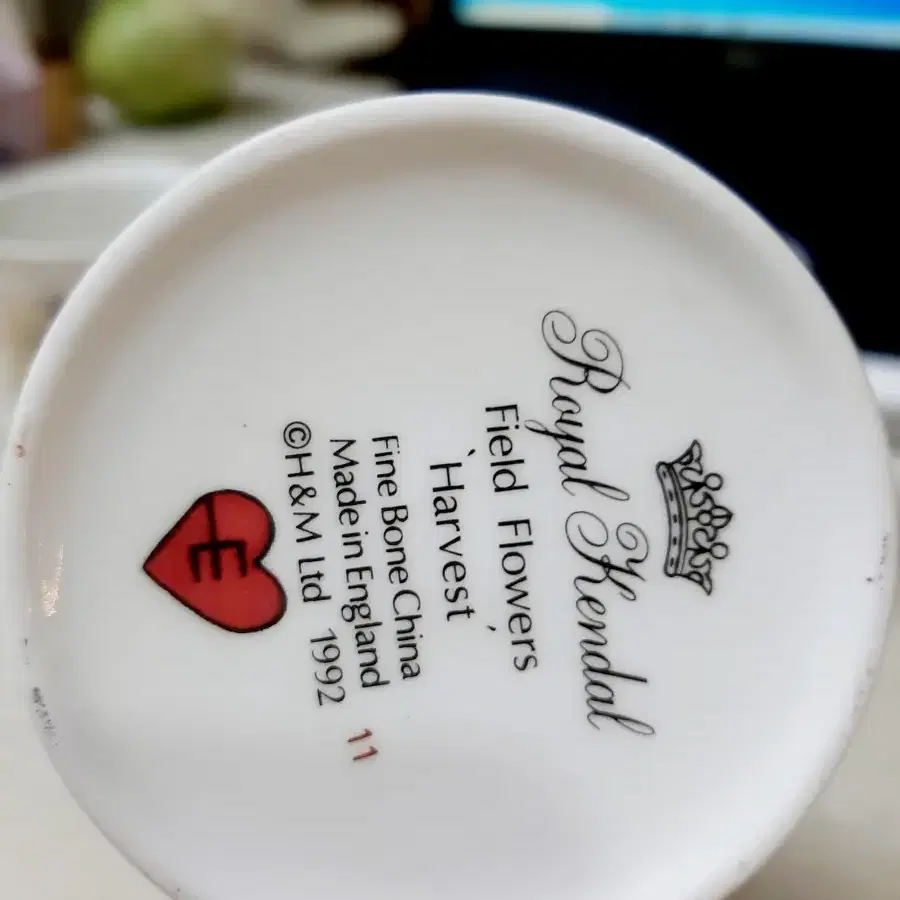 Royal Kendal
Field Flowers
'Harvest'
Fine Bone China
Made in England
©H&M Ltd 1992
11
E